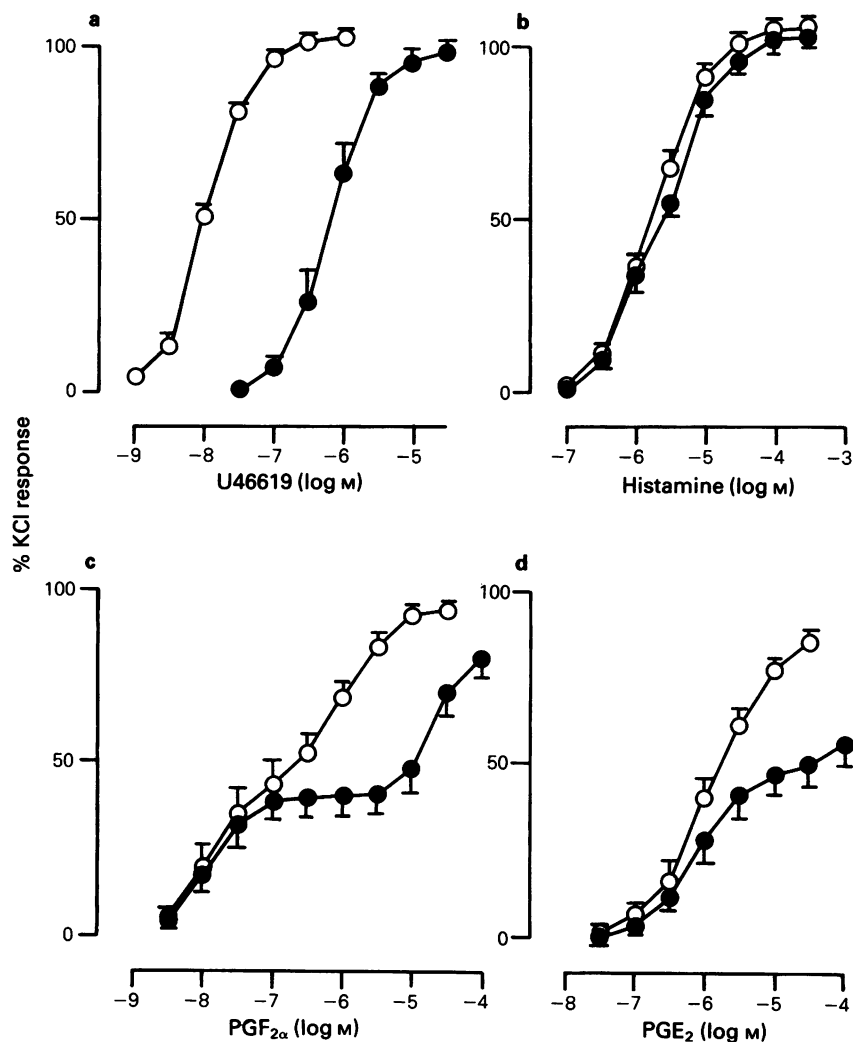 a
100
50
0
−9 −8 −7 −6 −5
U46619 (log M)
b
100
50
0
−7 −6 −5 −4 −3
Histamine (log M)
% KCl response
c
100
50
0
−9 −8 −7 −6 −5 −4
PGF2α (log M)
d
100
50
0
−8 −7 −6 −5 −4
PGE2 (log M)